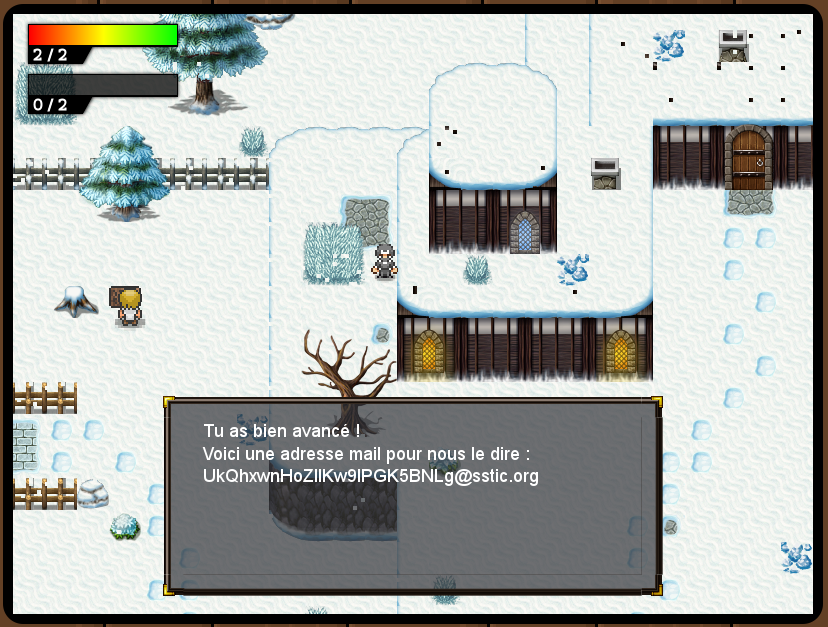 2 / 2
0 / 2
Tu as bien avancé !
Voici une adresse mail pour nous le dire :
UkQhxwnHoZIlKw9lPGK5BNLg@sstic.org